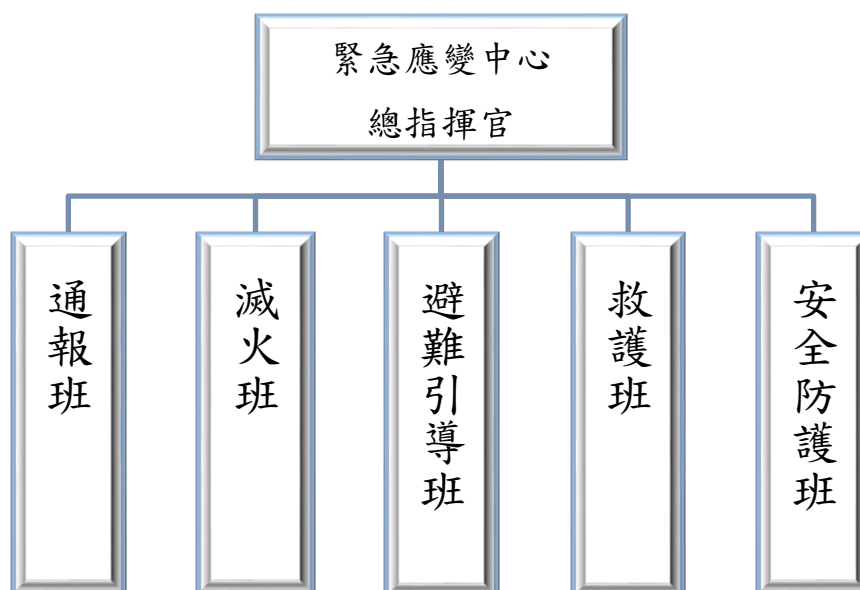 緊急應變中心
總指揮官
通報班
滅火班
避難引導班
救護班
安全防護班